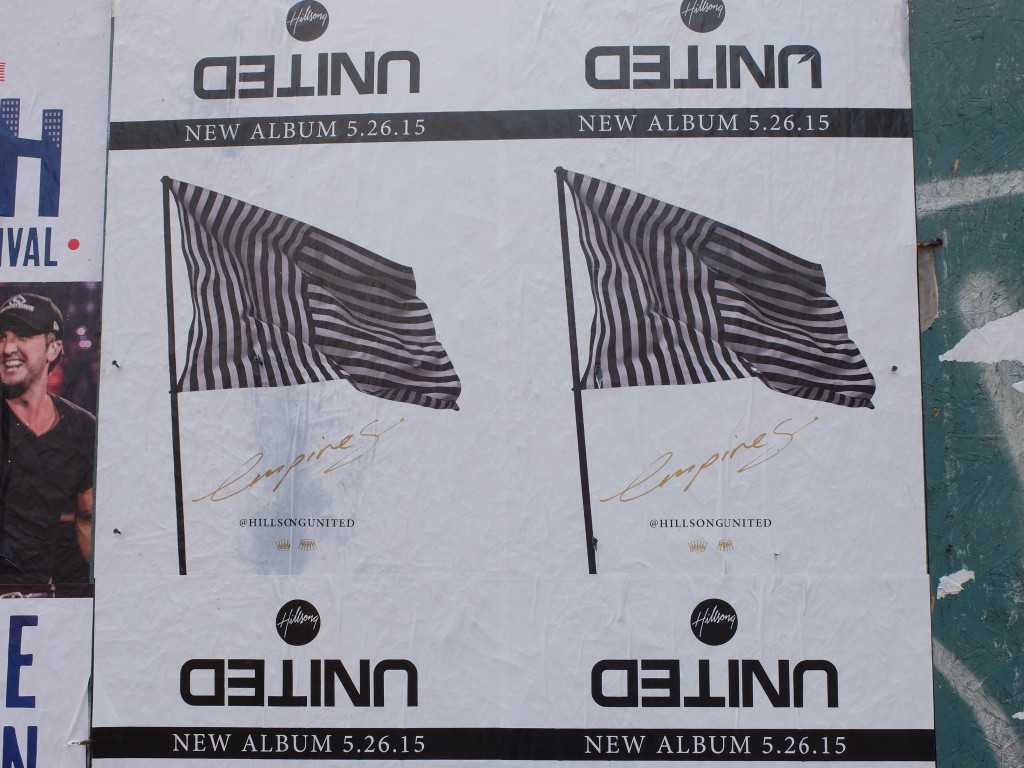 Hillsong
UNITED
NEW ALBUM 5.26.15
empires
@HILLSONGUNITED
Hillsong
UNITED
NEW ALBUM 5.26.15
Hillsong
UNITED
NEW ALBUM 5.26.15
empires
@HILLSONGUNITED
Hillsong
UNITED
NEW ALBUM 5.26.15
H
IVAL
E
N